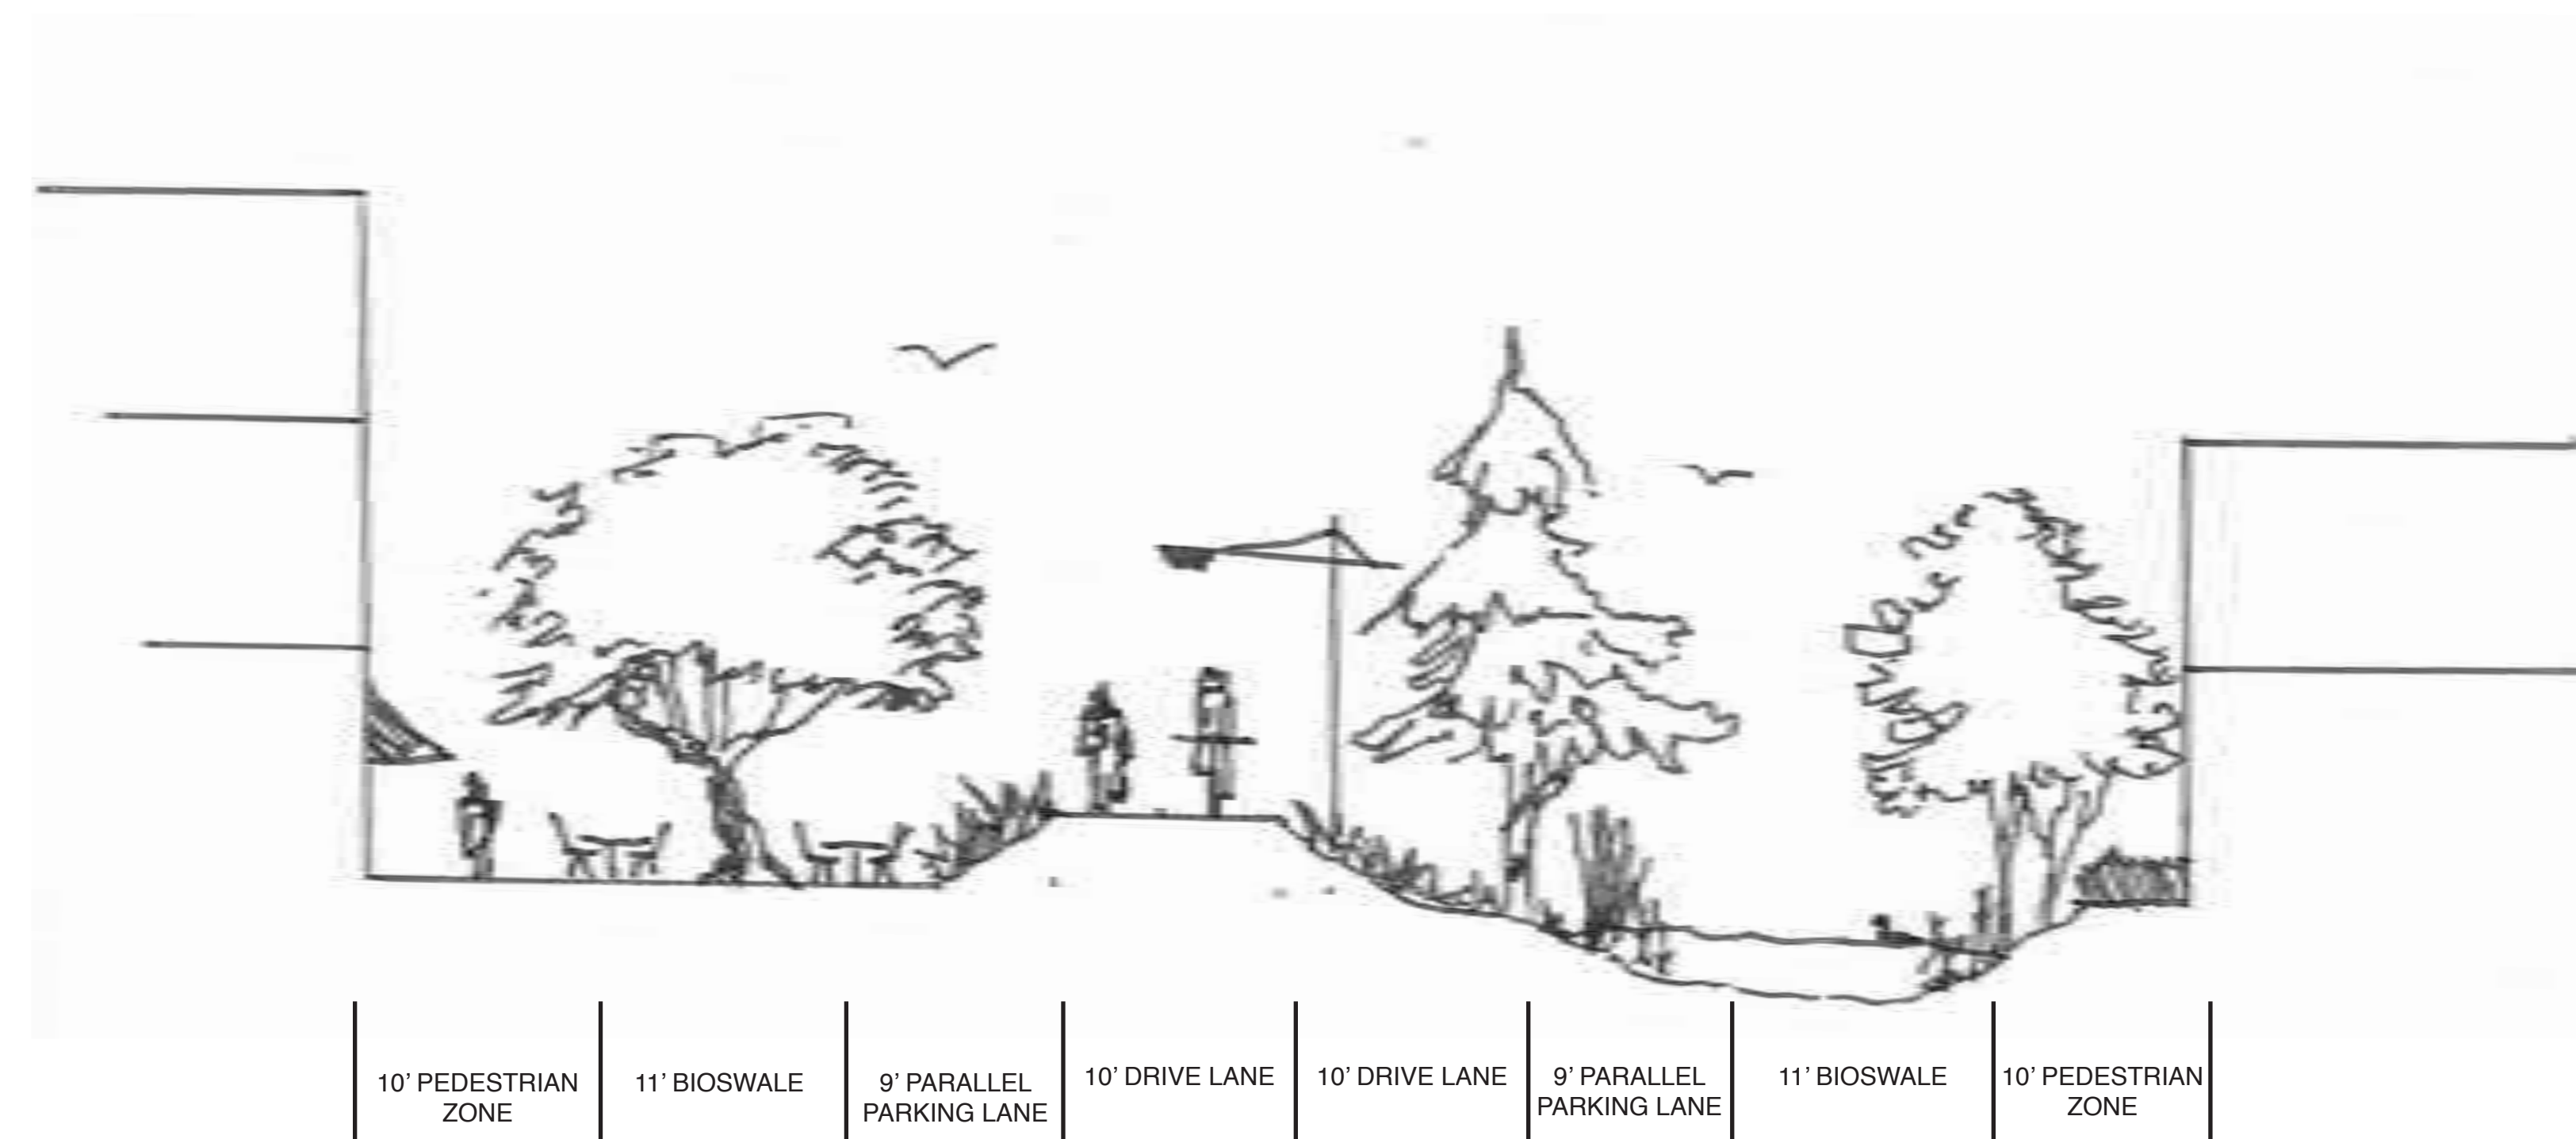 10’ PEDESTRIAN
ZONE
11’ BIOSWALE
9’ PARALLEL
PARKING LANE
10’ DRIVE LANE
10’ DRIVE LANE
9’ PARALLEL
PARKING LANE
11’ BIOSWALE
10’ PEDESTRIAN
ZONE